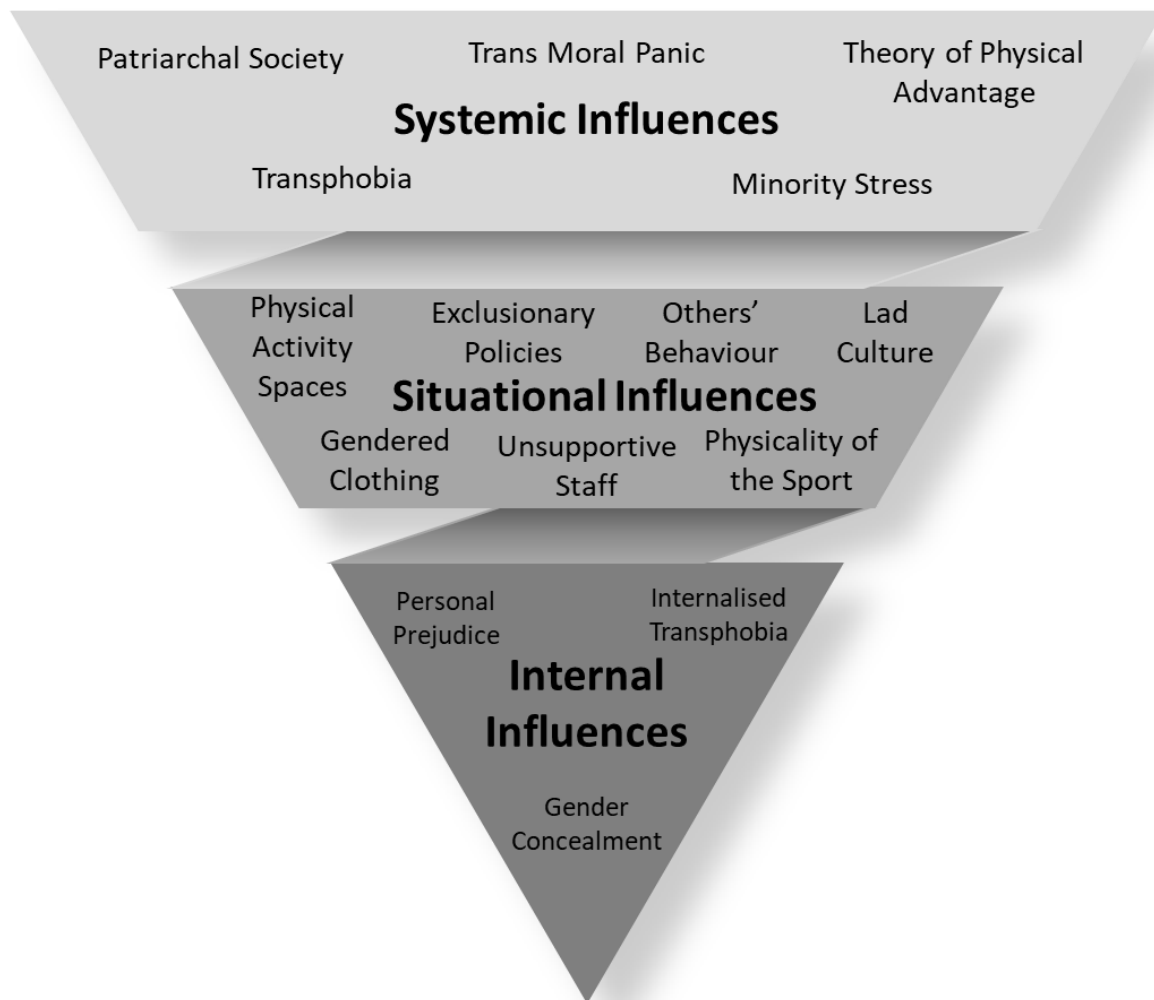 Patriarchal Society
Trans Moral Panic
Theory of Physical
Advantage
Systemic Influences
Transphobia
Minority Stress
Physical
Activity
Spaces
Exclusionary
Policies
Others’
Behaviour
Lad
Culture
Situational Influences
Gendered
Clothing
Unsupportive
Staff
Physicality of
the Sport
Personal
Prejudice
Internalised
Transphobia
Internal
Influences
Gender
Concealment